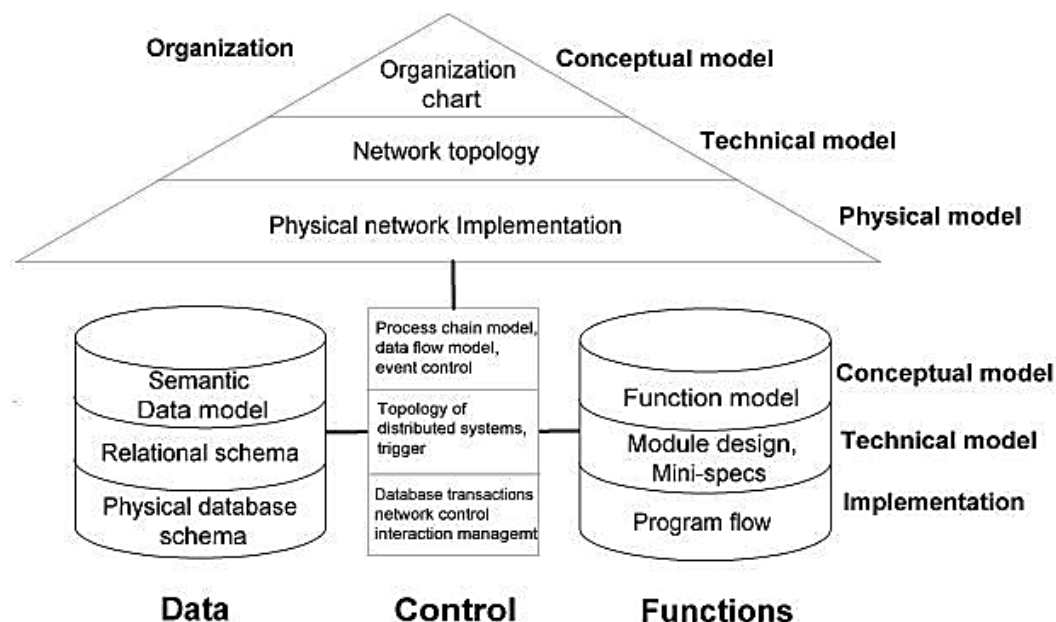 Organization
Conceptual model
Organization
chart
Technical model
Network topology
Physical model
Physical network Implementation
Process chain model,
data flow model,
event control
Conceptual model
Semantic
Data model
Function model
Topology of
distributed systems,
trigger
Technical model
Relational schema
Module design,
Mini-specs
Database transactions
network control
interaction managemt
Implementation
Physical database
schema
Program flow
Data
Control
Functions